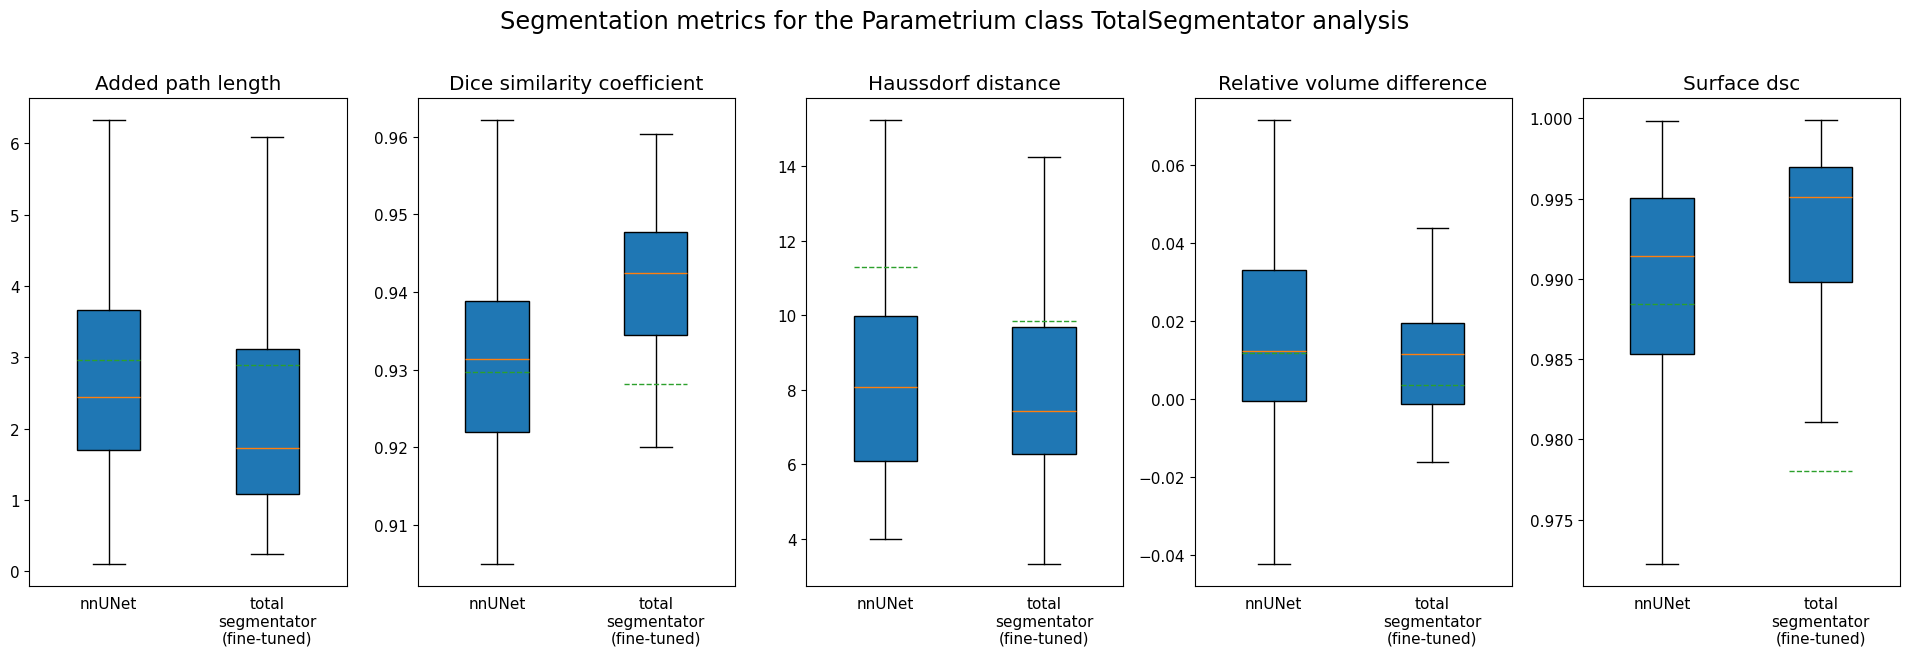 Segmentation metrics for the Parametrium class TotalSegmentator analysis
Added path length
6
5
4
3
2
1
0
nnUNet
total
segmentator
(fine-tuned)
Dice similarity coefficient
0.96
0.95
0.94
0.93
0.92
0.91
nnUNet
total
segmentator
(fine-tuned)
Haussdorf distance
14
12
10
8
6
4
nnUNet
total
segmentator
(fine-tuned)
Relative volume difference
0.06
0.04
0.02
0.00
−0.02
−0.04
nnUNet
total
segmentator
(fine-tuned)
Surface dsc
1.000
0.995
0.990
0.985
0.980
0.975
nnUNet
total
segmentator
(fine-tuned)